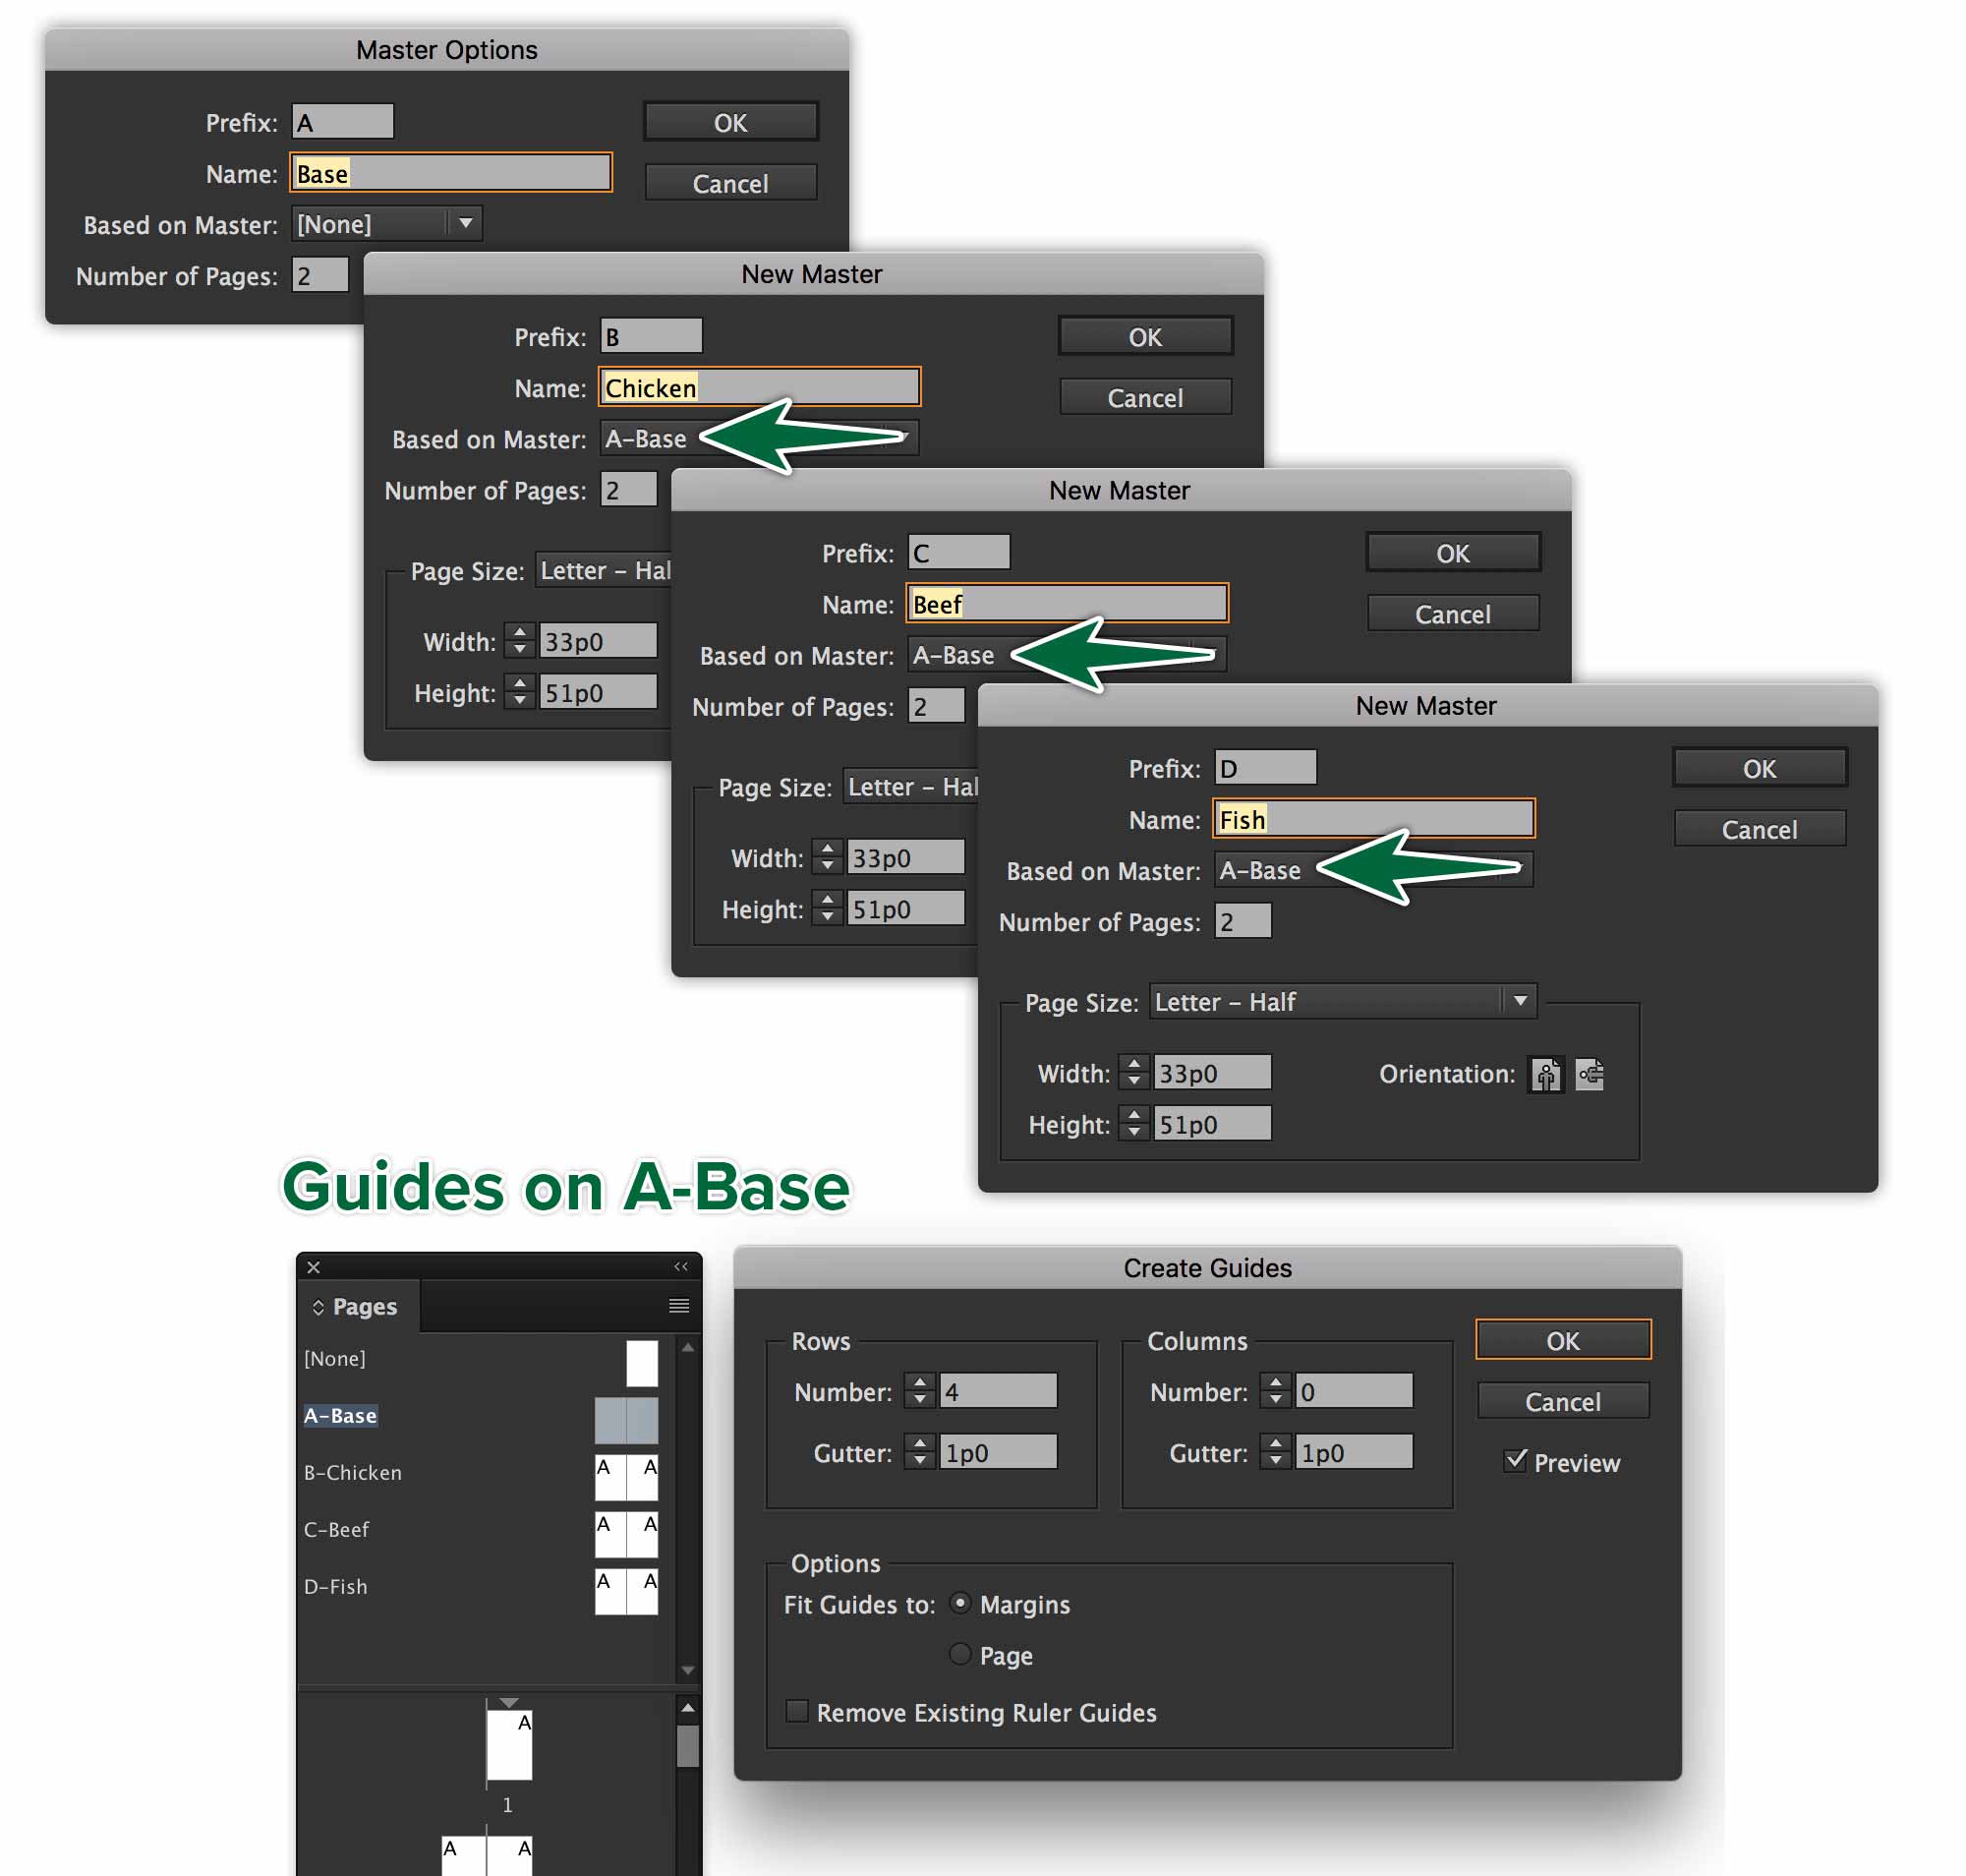 Master Options
Prefix: A
OK
Name: Base
Cancel
Based on Master: [None]
Number of Pages: 2
New Master
Prefix: B
OK
Name: Chicken
Cancel
Based on Master: A-Base
Number of Pages: 2
Page Size: Letter - Hal
Width: 33p0
Height: 51p0
New Master
Prefix: C
OK
Name: Beef
Cancel
Based on Master: A-Base
Number of Pages: 2
Page Size: Letter - Hal
Width: 33p0
Height: 51p0
New Master
Prefix: D
OK
Name: Fish
Cancel
Based on Master: A-Base
Number of Pages: 2
Page Size: Letter - Half
Width: 33p0 Orientation:
Height: 51p0
Guides on A-Base
Pages
[None]
A-Base
B-Chicken A A
C-Beef A A
D-Fish A A
A
1
A A
Create Guides
Rows Columns
OK
Number: 4 Number: 0
Cancel
Gutter: 1p0 Gutter: 1p0
Preview
Options
Fit Guides to: Margins
Page
Remove Existing Ruler Guides